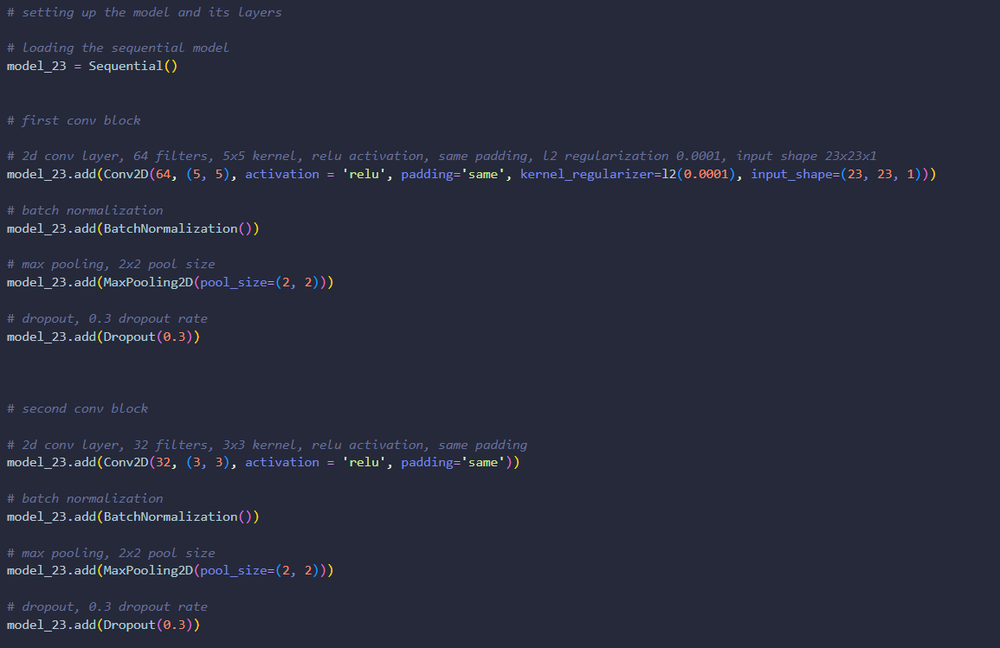 # setting up the model and its layers
# loading the sequential model
model_23 = Sequential()
# first conv block
# 2d conv layer, 64 filters, 5x5 kernel, relu activation, same padding, l2 regularization 0.0001, input shape 23x23x1
model_23.add(Conv2D(64, (5, 5), activation = 'relu', padding='same', kernel_regularizer=l2(0.0001), input_shape=(23, 23, 1)))
# batch normalization
model_23.add(BatchNormalization())
# max pooling, 2x2 pool size
model_23.add(MaxPooling2D(pool_size=(2, 2)))
# dropout, 0.3 dropout rate
model_23.add(Dropout(0.3))
# second conv block
# 2d conv layer, 32 filters, 3x3 kernel, relu activation, same padding
model_23.add(Conv2D(32, (3, 3), activation = 'relu', padding='same'))
# batch normalization
model_23.add(BatchNormalization())
# max pooling, 2x2 pool size
model_23.add(MaxPooling2D(pool_size=(2, 2)))
# dropout, 0.3 dropout rate
model_23.add(Dropout(0.3))